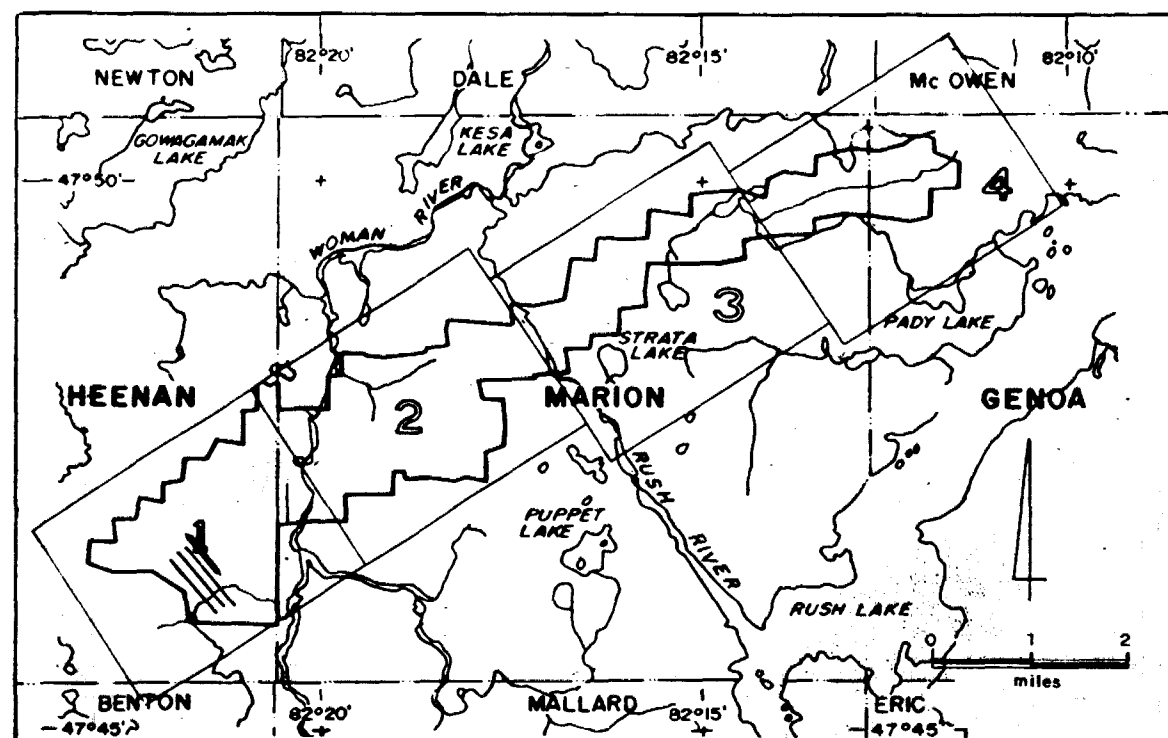 82°20'
82°15'
82°10'
NEWTON
DALE
Mc OWEN
GOWAGAMAK
LAKE
KESA
LAKE
47°50'
4
WOMAN RIVER
3
PADY LAKE
STRATA
LAKE
HEENAN
2
MARION
GENOA
RUSH RIVER
PUPPET
LAKE
1
RUSH LAKE
0 1 2
miles
BENTON
MALLARD
ERIC
82°20'
82°15'
47°45'
47°45'